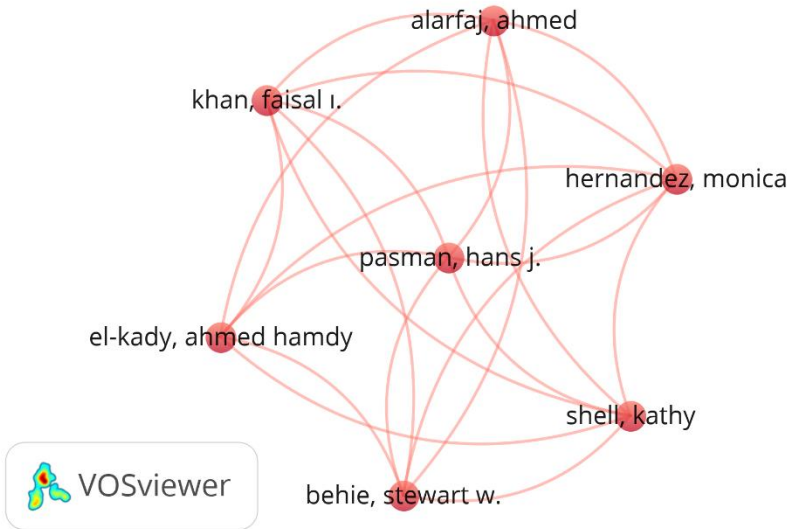 alarfaj, ahmed
khan, faisal ı.
hernandez, monica
pasman, hans j.
el-kady, ahmed hamdy
shell, kathy
VOSviewer
behie, stewart w.